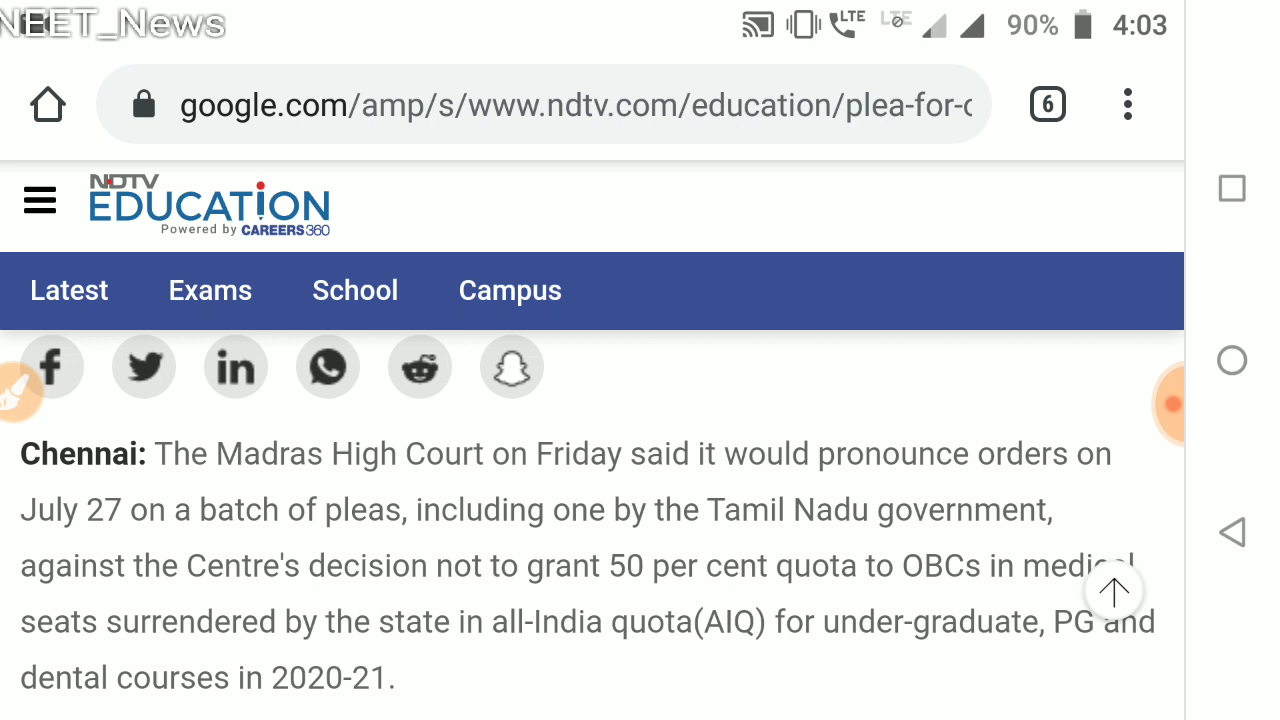 NEET_News
LTE LTE 90% 4:03
google.com/amp/s/www.ndtv.com/education/plea-for-c 6
NDTV
EDUCATION
Powered by CAREERS360
Latest Exams School Campus
Chennai: The Madras High Court on Friday said it would pronounce orders on
July 27 on a batch of pleas, including one by the Tamil Nadu government,
against the Centre's decision not to grant 50 per cent quota to OBCs in medical
seats surrendered by the state in all-India quota(AIQ) for under-graduate, PG and
dental courses in 2020-21.